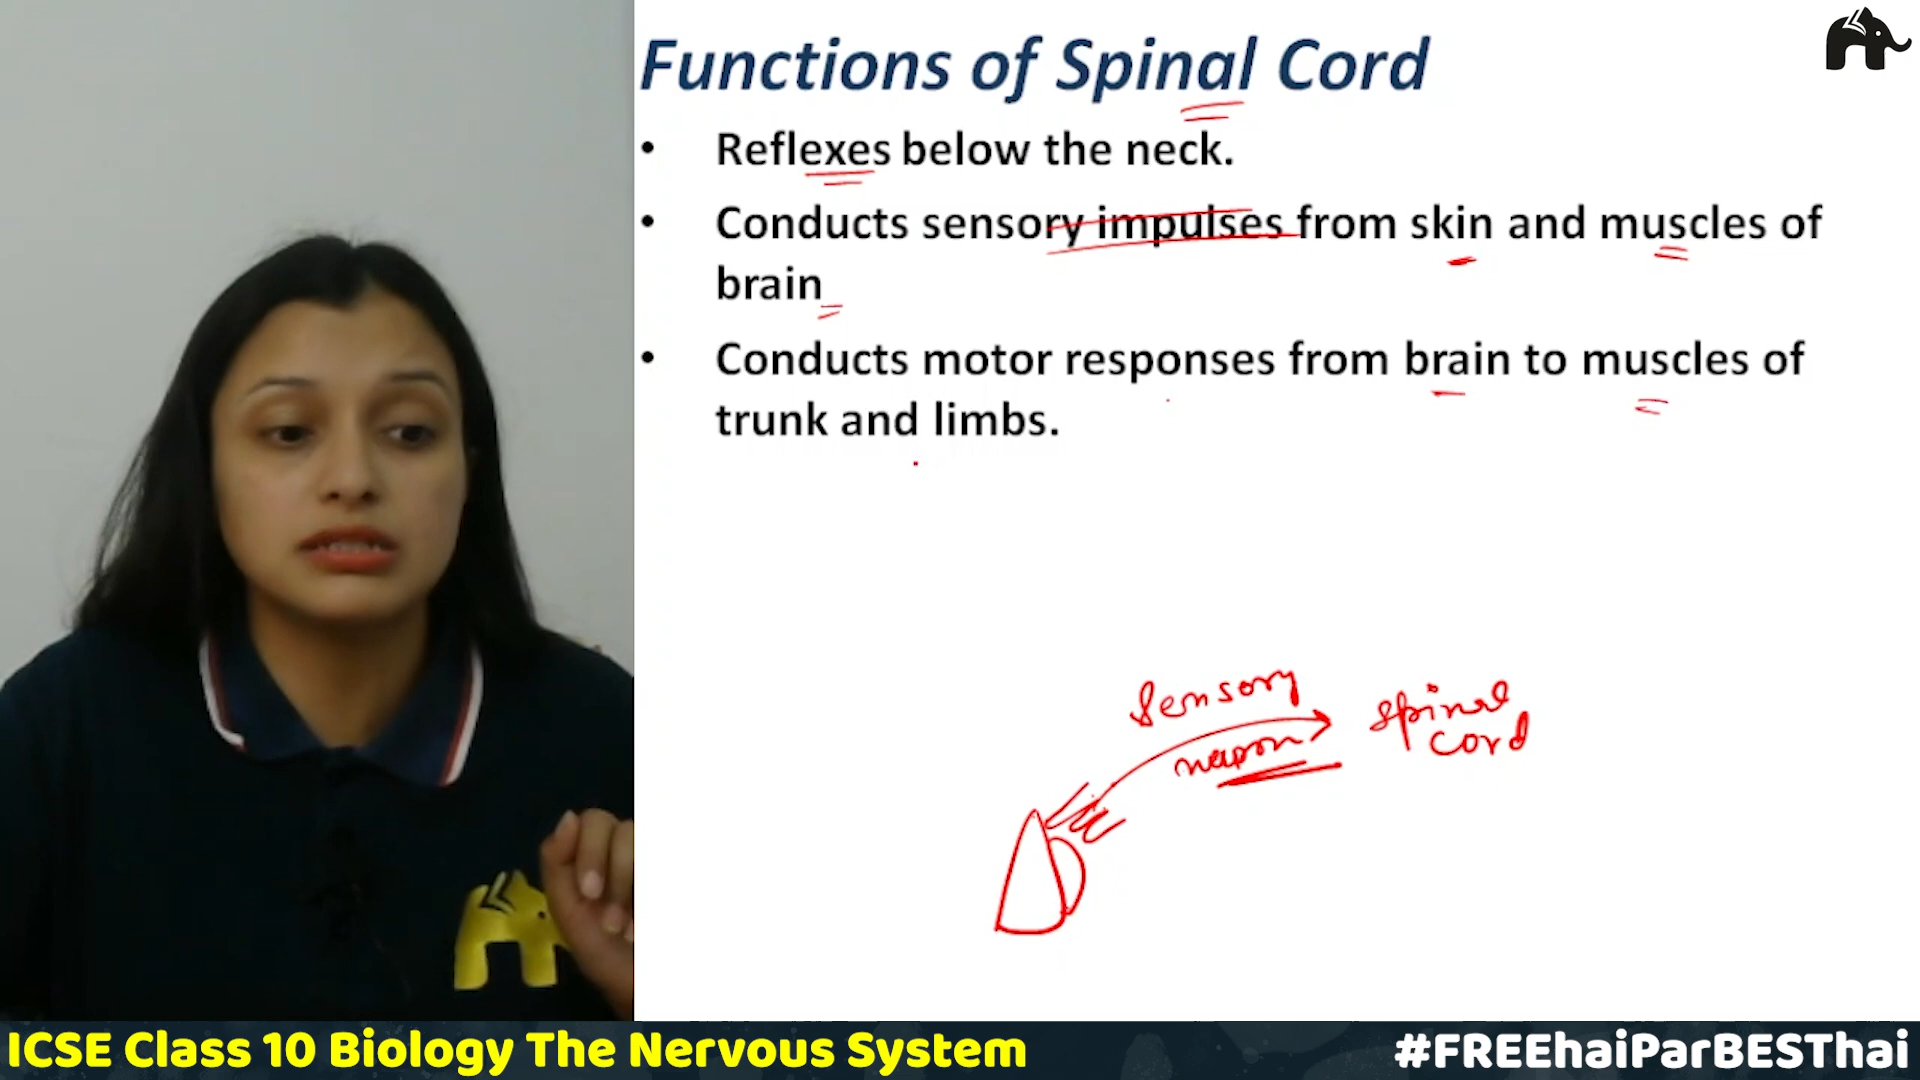 Functions of Spinal Cord
• Reflexes below the neck.
• Conducts sensory impulses from skin and muscles of
brain
• Conducts motor responses from brain to muscles of
trunk and limbs.
Sensory
spinal
cord
ICSE Class 10 Biology The Nervous System
#FREEhaiParBESThai